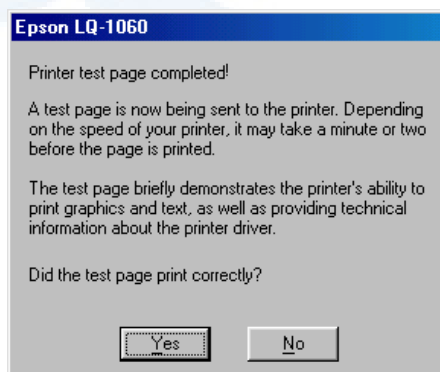 Epson LQ-1060
Printer test page completed!
A test page is now being sent to the printer. Depending
on the speed of your printer, it may take a minute or two
before the page is printed.
The test page briefly demonstrates the printer's ability to
print graphics and text, as well as providing technical
information about the printer driver.
Did the test page print correctly?
Yes No